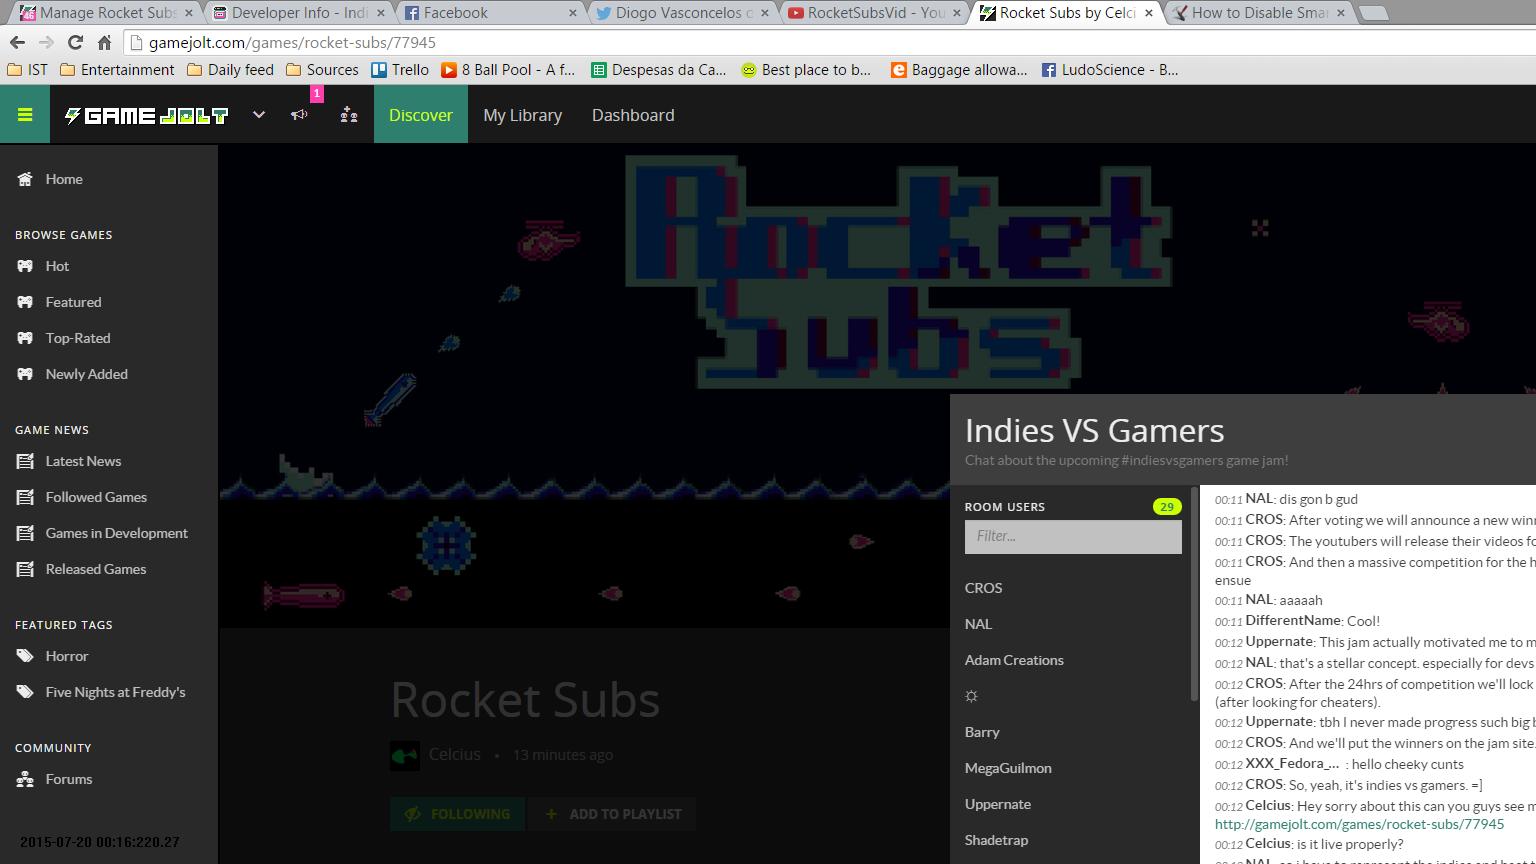 Manage Rocket Subs
Developer Info - Indi
Facebook
Diogo Vasconcelos
RocketSubsVid - You
Rocket Subs by Celci
How to Disable Smar
gamejolt.com/games/rocket-subs/77945
IST
Entertainment
Daily feed
Sources
Trello
8 Ball Pool - A f...
Despesas da Ca...
Best place to b...
Baggage allowa...
LudoScience - B...
GAME JOLT
1
Discover
My Library
Dashboard
Home
BROWSE GAMES
Hot
Featured
Top-Rated
Newly Added
GAME NEWS
Latest News
Followed Games
Games in Development
Released Games
FEATURED TAGS
Horror
Five Nights at Freddy's
COMMUNITY
Forums
2015-07-20 00:16:220.27
Rocket
Subs
Rocket Subs
Celcius • 13 minutes ago
FOLLOWING
+ ADD TO PLAYLIST
Indies VS Gamers
Chat about the upcoming #indiesvsgamers game jam!
ROOM USERS
29
Filter...
CROS
NAL
Adam Creations
☼
Barry
MegaGuilmon
Uppernate
Shadetrap
00:11 NAL: dis gon b gud
00:11 CROS: After voting we will announce a new
00:11 CROS: The youtubers will release their videos
00:11 CROS: And then a massive competition for the
ensue
00:11 NAL: aaaaah
00:11 DifferentName: Cool!
00:12 Uppernate: This jam actually motivated me to
00:12 NAL: that's a stellar concept. especially for devs
00:12 CROS: After the 24hrs of competition we'll lock
(after looking for cheaters).
00:12 Uppernate: tbh I never made progress such big
00:12 CROS: And we'll put the winners on the jam site.
00:12 XXX_Fedora_... : hello cheeky cunts
00:12 CROS: So, yeah, it's indies vs gamers. =]
00:12 Celcius: Hey sorry about this can you guys see
http://gamejolt.com/games/rocket-subs/77945
00:12 Celcius: is it live properly?